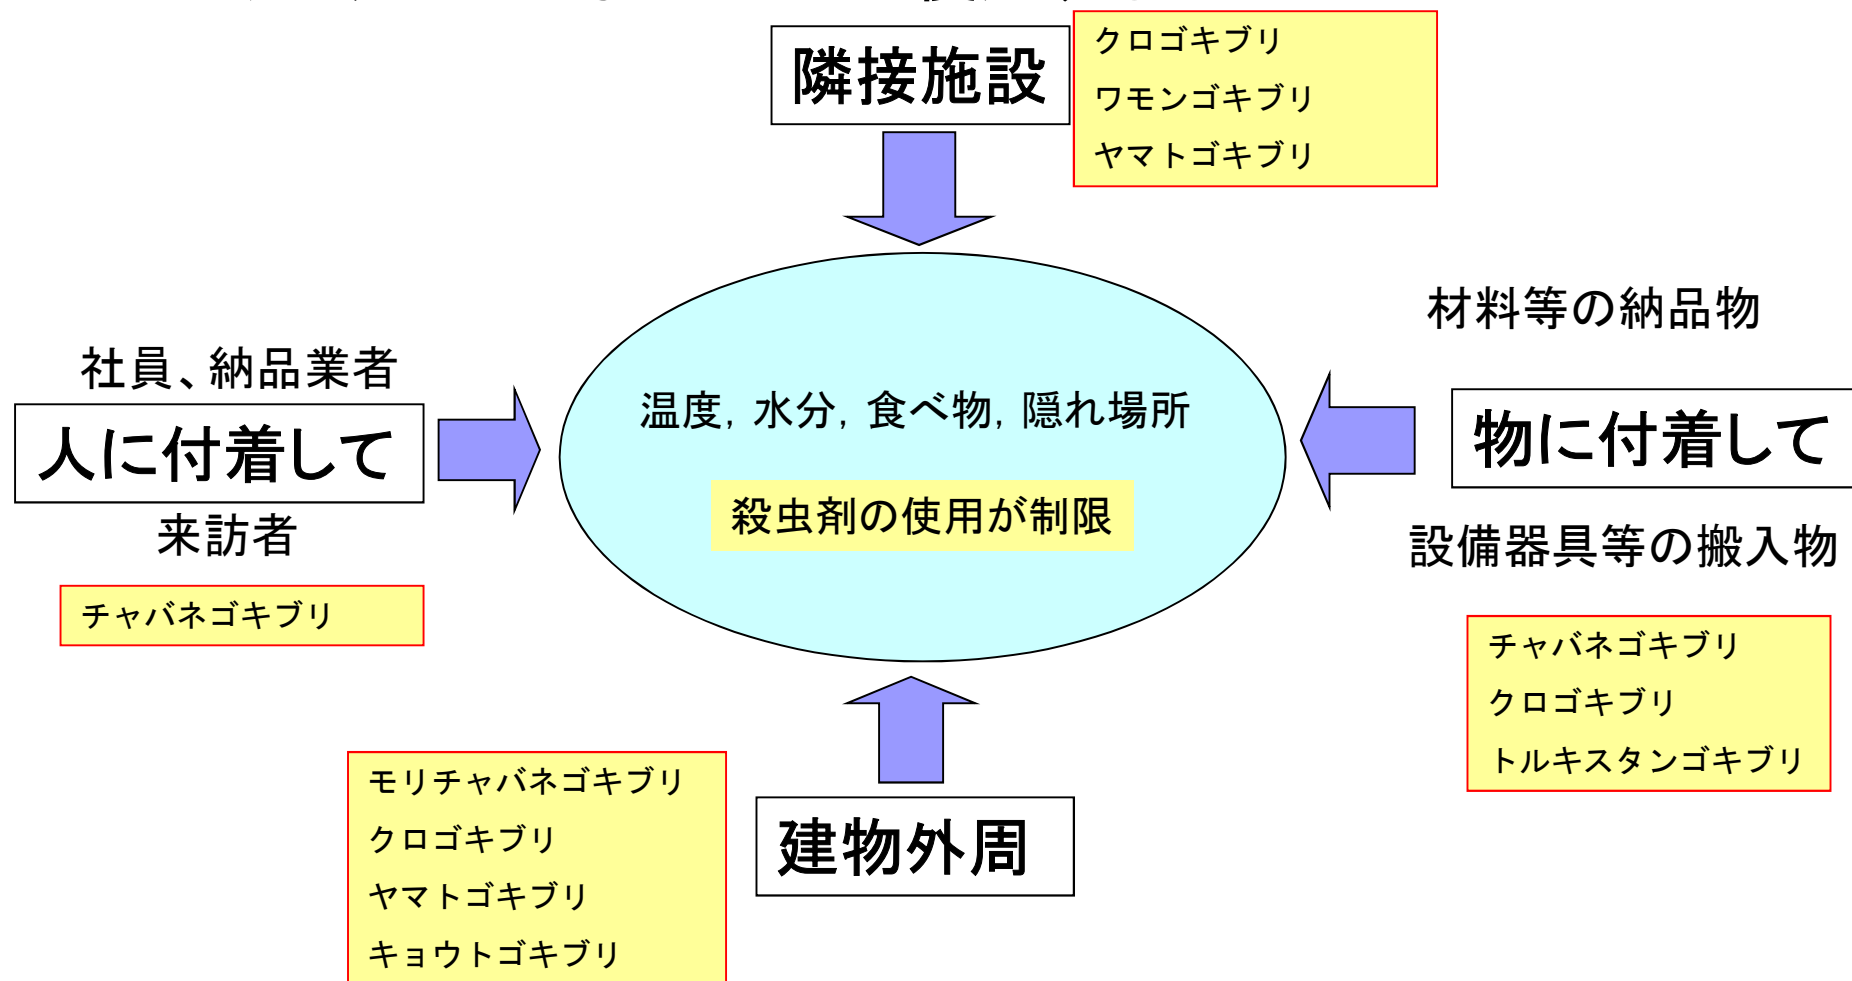 隣接施設
クロゴキブリ
ワモンゴキブリ
ヤマトゴキブリ
社員、納品業者
人に付着して
来訪者
チャバネゴキブリ
温度，水分，食べ物，隠れ場所
殺虫剤の使用が制限
材料等の納品物
物に付着して
設備器具等の搬入物
チャバネゴキブリ
クロゴキブリ
トルキスタンゴキブリ
モリチャバネゴキブリ
クロゴキブリ
ヤマトゴキブリ
キョウトゴキブリ
建物外周